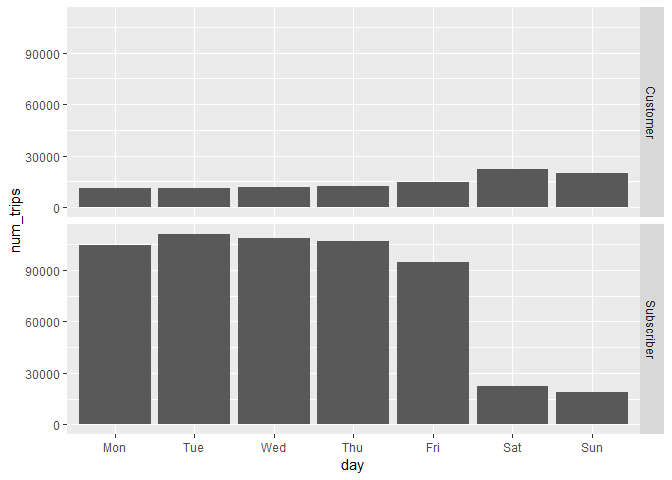 90000
60000
30000
0
Customer
90000
60000
30000
0
Subscriber
num_trips
Mon Tue Wed Thu Fri Sat Sun
day